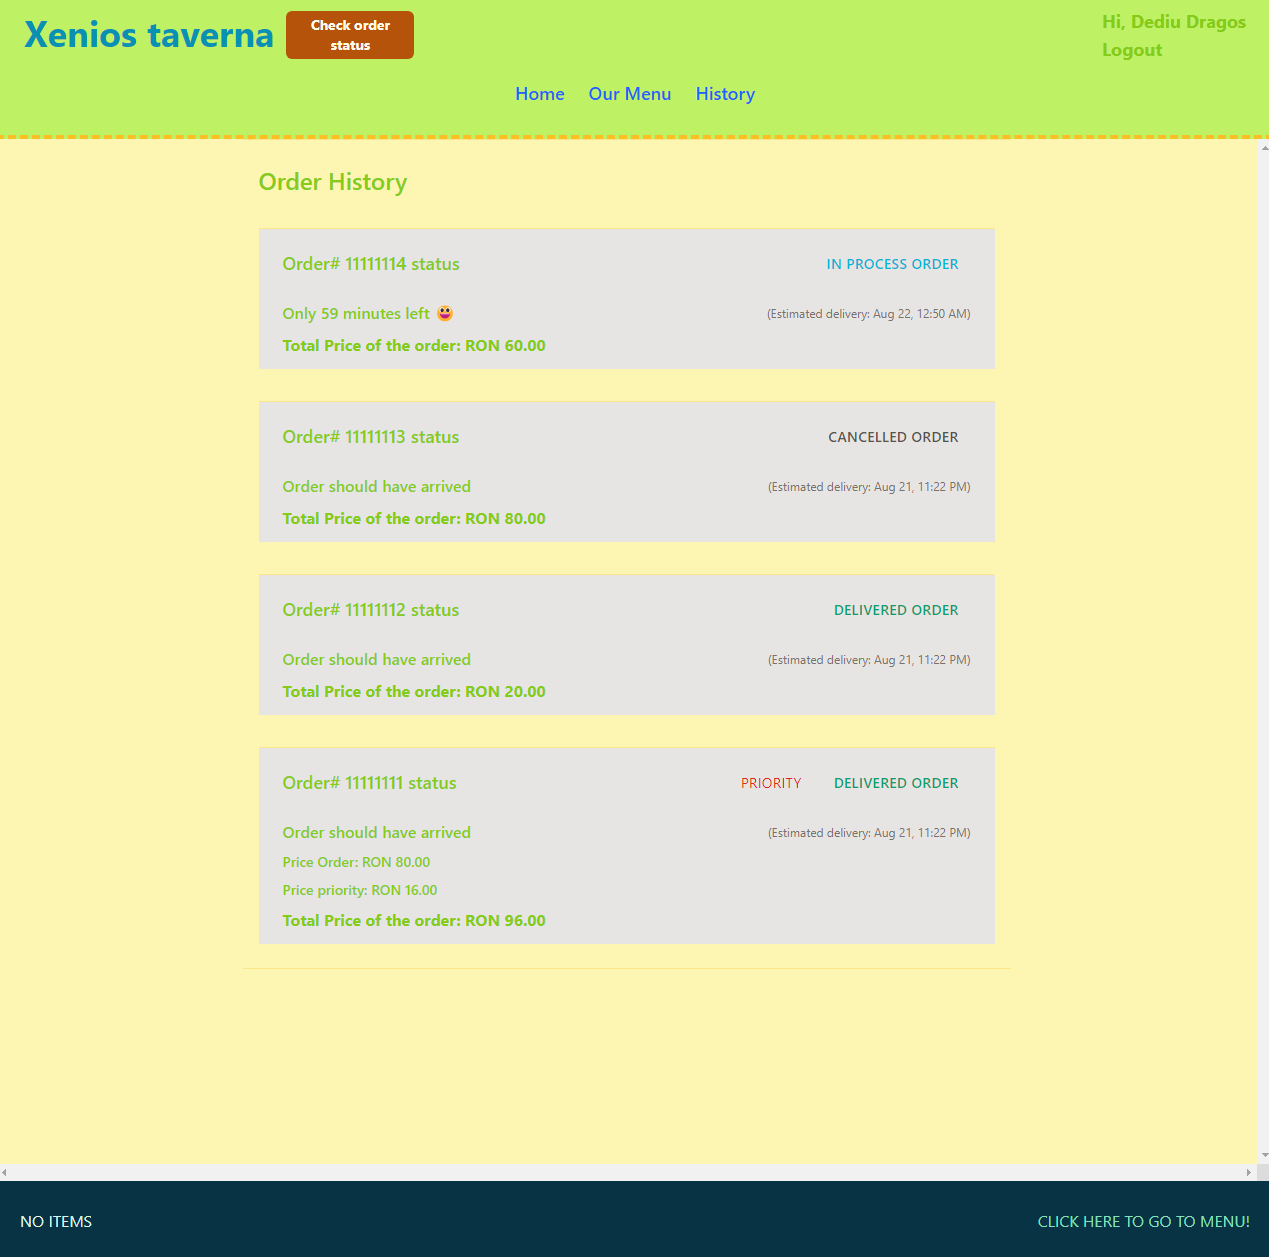 Xenios taverna
Check order
status
Hi, Dediu Dragos
Logout
Home Our Menu History
Order History
Order# 11111114 status IN PROCESS ORDER
Only 59 minutes left 😃 (Estimated delivery: Aug 22, 12:50 AM)
Total Price of the order: RON 60.00
Order# 11111113 status CANCELLED ORDER
Order should have arrived (Estimated delivery: Aug 21, 11:22 PM)
Total Price of the order: RON 80.00
Order# 11111112 status DELIVERED ORDER
Order should have arrived (Estimated delivery: Aug 21, 11:22 PM)
Total Price of the order: RON 20.00
Order# 11111111 status PRIORITY DELIVERED ORDER
Order should have arrived (Estimated delivery: Aug 21, 11:22 PM)
Price Order: RON 80.00
Price priority: RON 16.00
Total Price of the order: RON 96.00
NO ITEMS CLICK HERE TO GO TO MENU!